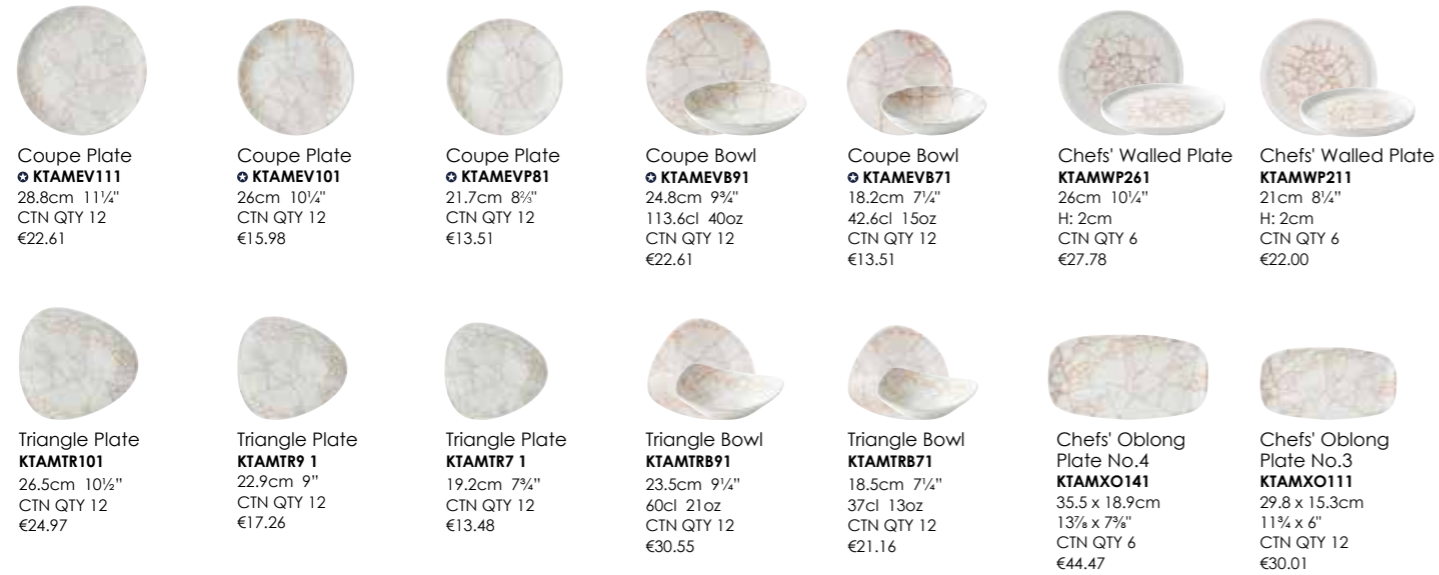 Coupe Plate
✪ KTAMEV111
28.8cm 11¼"
CTN QTY 12
€22.61
Coupe Plate
✪ KTAMEV101
26cm 10¼"
CTN QTY 12
€15.98
Coupe Plate
✪ KTAMEVP81
21.7cm 8⅔"
CTN QTY 12
€13.51
Coupe Bowl
✪ KTAMEVB91
24.8cm 9¾"
113.6cl 40oz
CTN QTY 12
€22.61
Coupe Bowl
✪ KTAMEVB71
18.2cm 7¼"
42.6cl 15oz
CTN QTY 12
€13.51
Chefs' Walled Plate
KTAMWP261
26cm 10¼"
H: 2cm
CTN QTY 6
€27.78
Chefs' Walled Plate
KTAMWP211
21cm 8¼"
H: 2cm
CTN QTY 6
€22.00
Triangle Plate
KTAMTR101
26.5cm 10½”
CTN QTY 12
€24.97
Triangle Plate
KTAMTR9 1
22.9cm 9”
CTN QTY 12
€17.26
Triangle Plate
KTAMTR7 1
19.2cm 7¾”
CTN QTY 12
€13.48
Triangle Bowl
KTAMTRB91
23.5cm 9¼”
60cl 21oz
CTN QTY 12
€30.55
Triangle Bowl
KTAMTRB71
18.5cm 7¼”
37cl 13oz
CTN QTY 12
€21.16
Chefs' Oblong
Plate No.4
KTAMXO141
35.5 x 18.9cm
13⅞ x 7⅜"
CTN QTY 6
€44.47
Chefs' Oblong
Plate No.3
KTAMXO111
29.8 x 15.3cm
11¾ x 6"
CTN QTY 12
€30.01